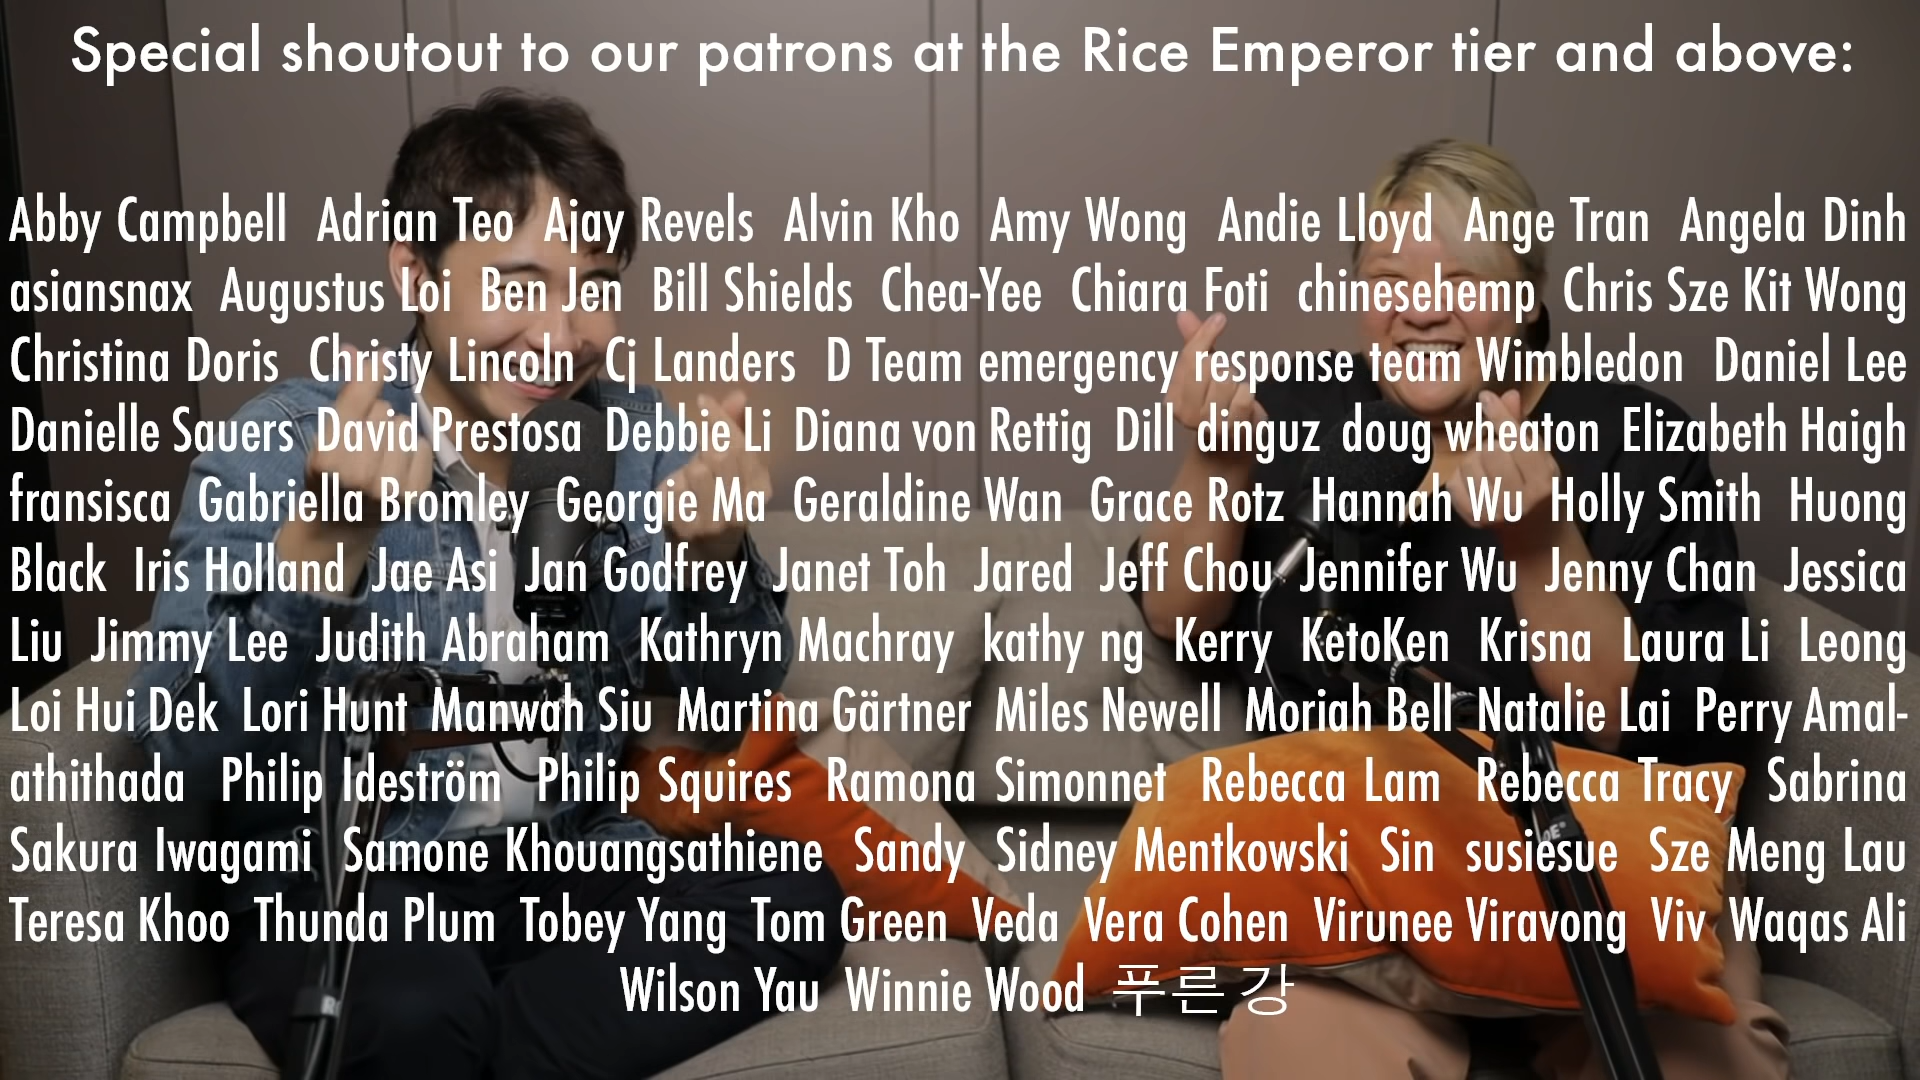 Special shoutout to our patrons at the Rice Emperor tier and above:
Abby Campbell Adrian Teo Ajay Revels Alvin Kho Amy Wong Andie Lloyd Ange Tran Angela Dinh
asiansnax Augustus Loi Ben Jen Bill Shields Chea-Yee Chiara Foti chinesehemp Chris Sze Kit Wong
Christina Doris Christy Lincoln Cj Landers D Team emergency response team Wimbledon Daniel Lee
Danielle Sauers David Prestosa Debbie Li Diana von Rettig Dill dinguz doug wheaton Elizabeth Haigh
fransisca Gabriella Bromley Georgie Ma Geraldine Wan Grace Rotz Hannah Wu Holly Smith Huong
Black Iris Holland Jae Asi Jan Godfrey Janet Toh Jared Jeff Chou Jennifer Wu Jenny Chan Jessica
Liu Jimmy Lee Judith Abraham Kathryn Machray kathy ng Kerry KetoKen Krisna Laura Li Leong
Loi Hui Dek Lori Hunt Manwah Siu Martina Gärtner Miles Newell Moriah Bell Natalie Lai Perry Amal-
athithada Philip Ideström Philip Squires Ramona Simonnet Rebecca Lam Rebecca Tracy Sabrina
Sakura Iwagami Samone Khouangsathiene Sandy Sidney Mentkowski Sin susiesue Sze Meng Lau
Teresa Khoo Thunda Plum Tobey Yang Tom Green Veda Vera Cohen Virunee Viravong Viv Waqas Ali
Wilson Yau Winnie Wood 푸른 강